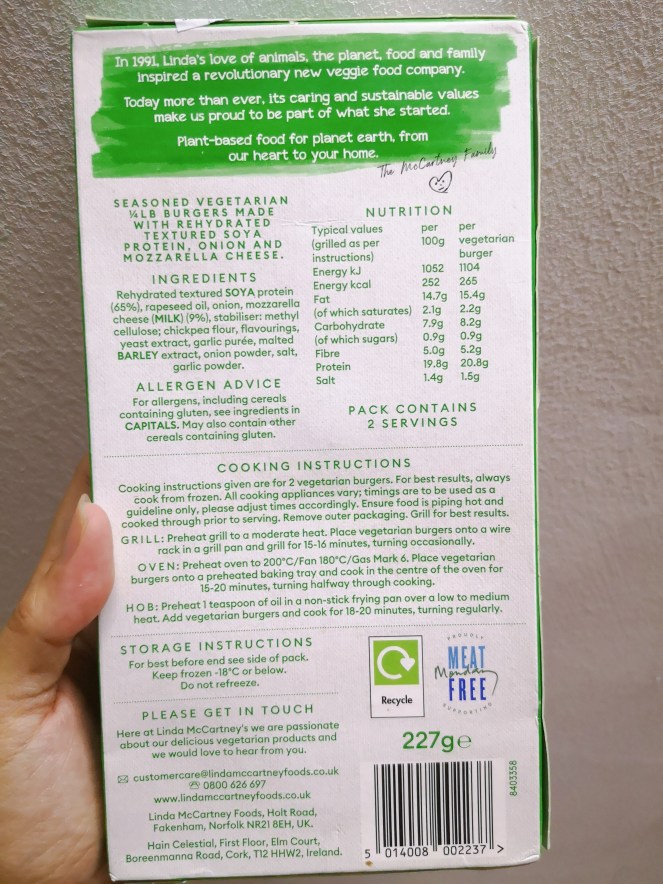 In 1991, Linda's love of animals, the planet, food and family
inspired a revolutionary new veggie food company.
Today more than ever, its caring and sustainable values
make us proud to be part of what she started.
Plant-based food for planet earth, from
our heart to your home.
The McCartney Family
SEASONED VEGETARIAN
¼LB BURGERS MADE
WITH REHYDRATED
TEXTURED SOYA
PROTEIN, ONION AND
MOZZARELLA CHEESE.
INGREDIENTS
Rehydrated textured SOYA protein
(65%), rapeseed oil, onion, mozzarella
cheese (MILK) (9%), stabiliser: methyl
cellulose; chickpea flour, flavourings,
yeast extract, garlic purée, malted
BARLEY extract, onion powder, salt,
garlic powder.
ALLERGEN ADVICE
For allergens, including cereals
containing gluten, see ingredients in
CAPITALS. May also contain other
cereals containing gluten.
NUTRITION
Typical values per per
(grilled as per 100g vegetarian
instructions) burger
Energy kJ 1052 1104
Energy kcal 252 265
Fat 14.7g 15.4g
(of which saturates) 2.1g 2.2g
Carbohydrate 7.9g 8.2g
(of which sugars) 0.9g 0.9g
Fibre 5.0g 5.2g
Protein 19.8g 20.8g
Salt 1.4g 1.5g
PACK CONTAINS
2 SERVINGS
COOKING INSTRUCTIONS
Cooking instructions given are for 2 vegetarian burgers. For best results, always
cook from frozen. All cooking appliances vary; timings are to be used as a
guideline only, please adjust times accordingly. Ensure food is piping hot and
cooked through prior to serving. Remove outer packaging. Grill for best results.
GRILL: Preheat grill to a moderate heat. Place vegetarian burgers onto a wire
rack in a grill pan and grill for 15-16 minutes, turning occasionally.
OVEN: Preheat oven to 200°C/Fan 180°C/Gas Mark 6. Place vegetarian
burgers onto a preheated baking tray and cook in the centre of the oven for
15-20 minutes, turning halfway through cooking.
HOB: Preheat 1 teaspoon of oil in a non-stick frying pan over a low to medium
heat. Add vegetarian burgers and cook for 18-20 minutes, turning regularly.
STORAGE INSTRUCTIONS
For best before end see side of pack.
Keep frozen -18°C or below.
Do not refreeze.
PLEASE GET IN TOUCH
Here at Linda McCartney's we are passionate
about our delicious vegetarian products and
we would love to hear from you.
customercare@lindamccartneyfoods.co.uk
0800 626 697
www.lindamccartneyfoods.co.uk
Linda McCartney Foods, Holt Road,
Fakenham, Norfolk NR21 8EH, UK.
Hain Celestial, First Floor, Elm Court,
Boreenmanna Road, Cork, T12 HHW2, Ireland.
Recycle
PROUDLY
MEAT
Monday
FREE
SUPPORTING
227g℮
8403358
5 014008 002237 >